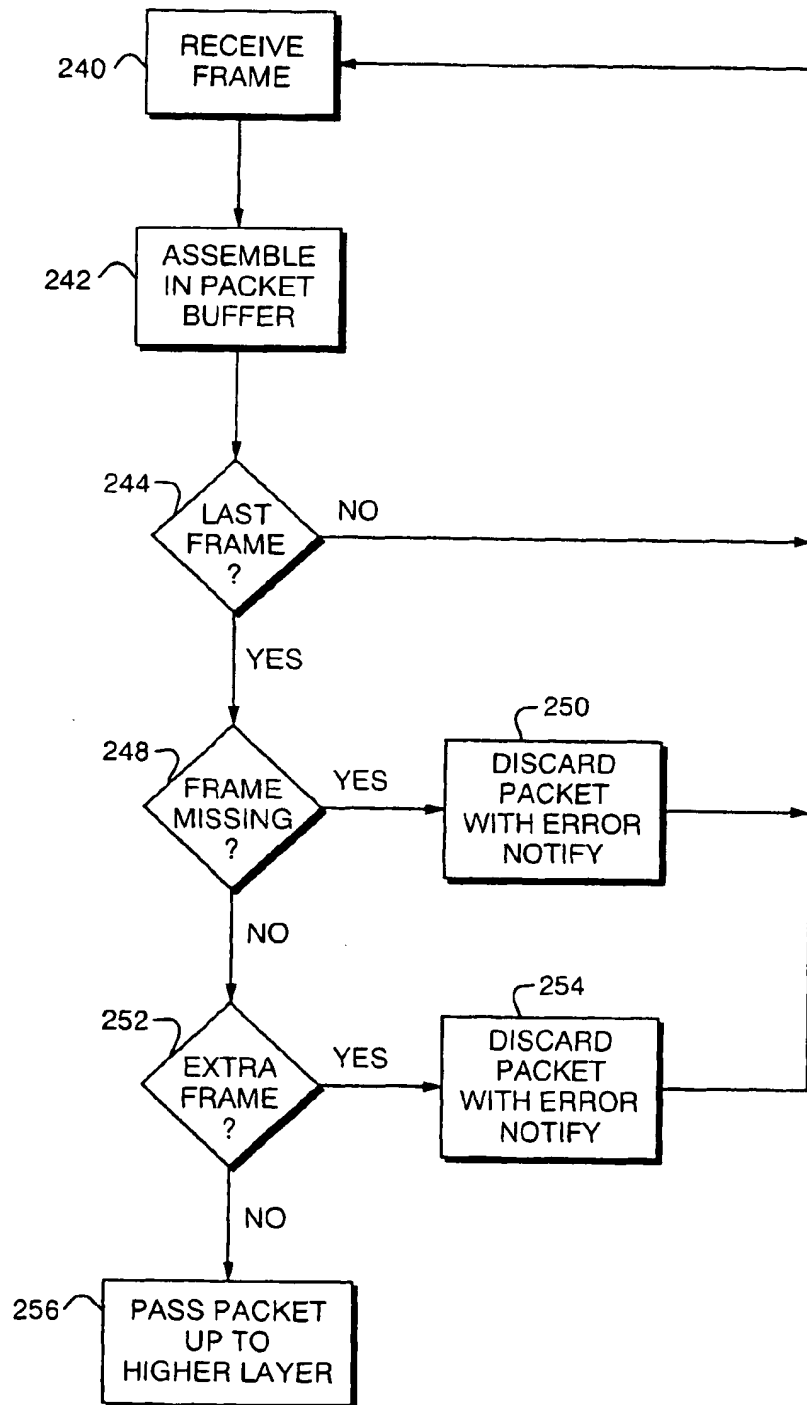 240
RECEIVE
FRAME
242
ASSEMBLE
IN PACKET
BUFFER
244
LAST
FRAME
?
NO
YES
248
FRAME
MISSING
?
YES
250
DISCARD
PACKET
WITH ERROR
NOTIFY
NO
252
EXTRA
FRAME
?
YES
254
DISCARD
PACKET
WITH ERROR
NOTIFY
NO
256
PASS PACKET
UP TO
HIGHER LAYER